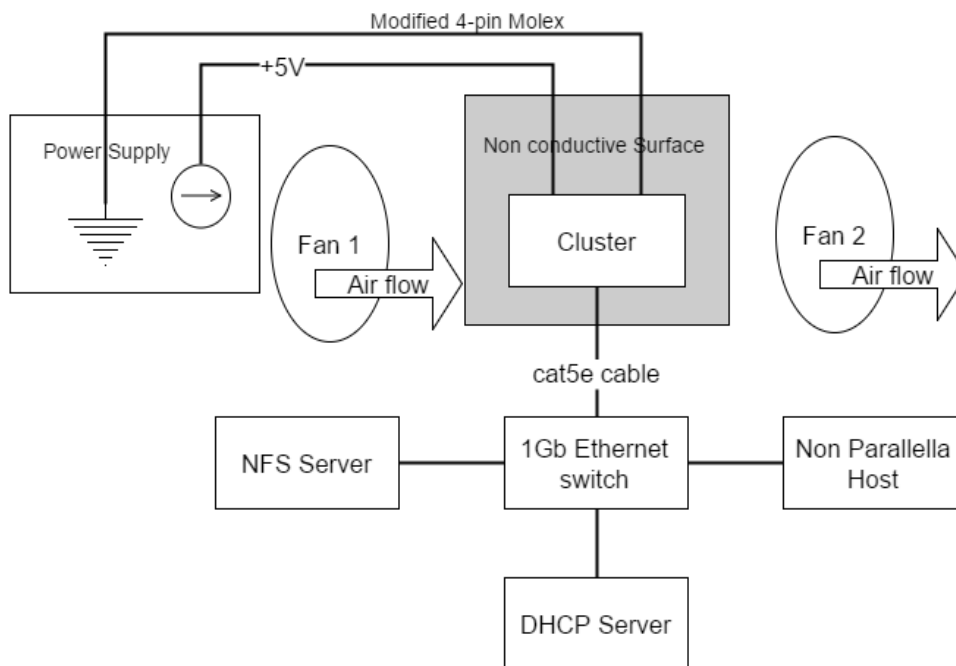 Modified 4-pin Molex
+5V
Power Supply
Non conductive Surface
Fan 1
Air flow
Cluster
Fan 2
Air flow
cat5e cable
NFS Server
1Gb Ethernet
switch
Non Parallella
Host
DHCP Server